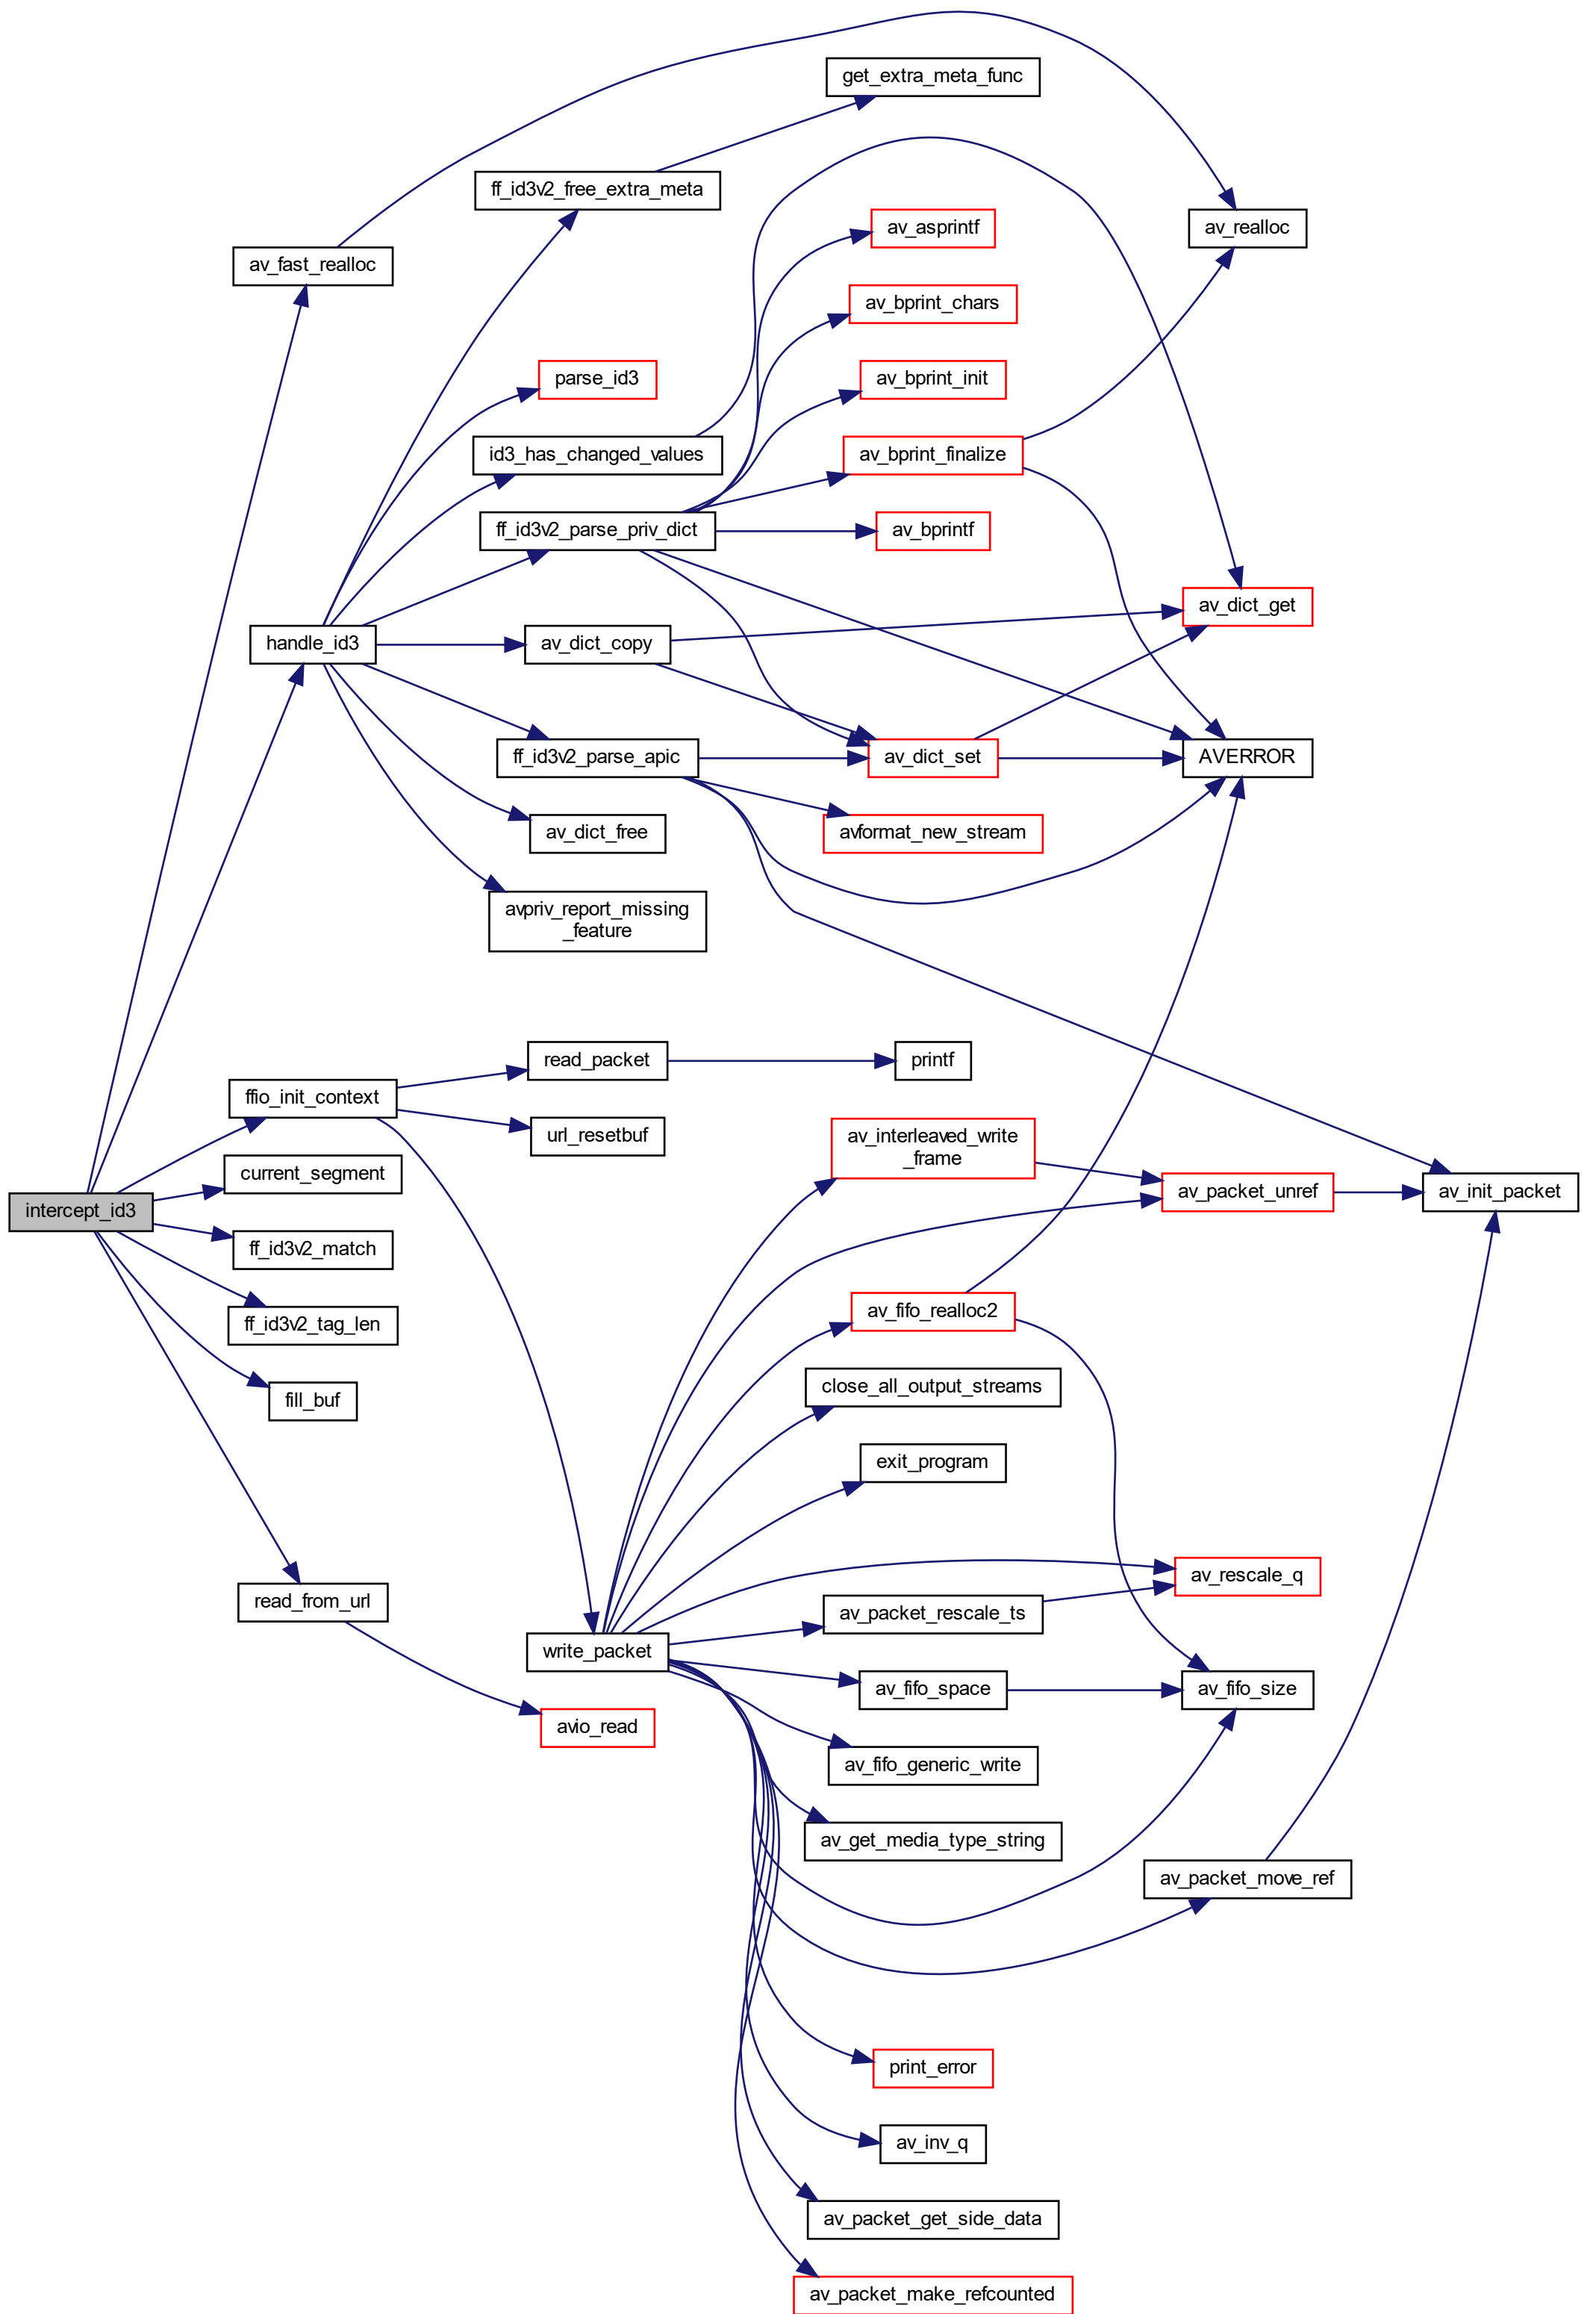 get_extra_meta_func
ff_id3v2_free_extra_meta
av_asprintf
av_realloc
av_fast_realloc
av_bprint_chars
parse_id3
av_bprint_init
id3_has_changed_values
av_bprint_finalize
ff_id3v2_parse_priv_dict
av_bprintf
av_dict_get
handle_id3
av_dict_copy
ff_id3v2_parse_apic
av_dict_set
AVERROR
av_dict_free
avformat_new_stream
avpriv_report_missing
_feature
read_packet
printf
ffio_init_context
url_resetbuf
av_interleaved_write
_frame
current_segment
av_packet_unref
av_init_packet
intercept_id3
ff_id3v2_match
ff_id3v2_tag_len
av_fifo_realloc2
fill_buf
close_all_output_streams
exit_program
av_rescale_q
read_from_url
av_packet_rescale_ts
write_packet
av_fifo_space
av_fifo_size
avio_read
av_fifo_generic_write
av_get_media_type_string
av_packet_move_ref
print_error
av_inv_q
av_packet_get_side_data
av_packet_make_refcounted